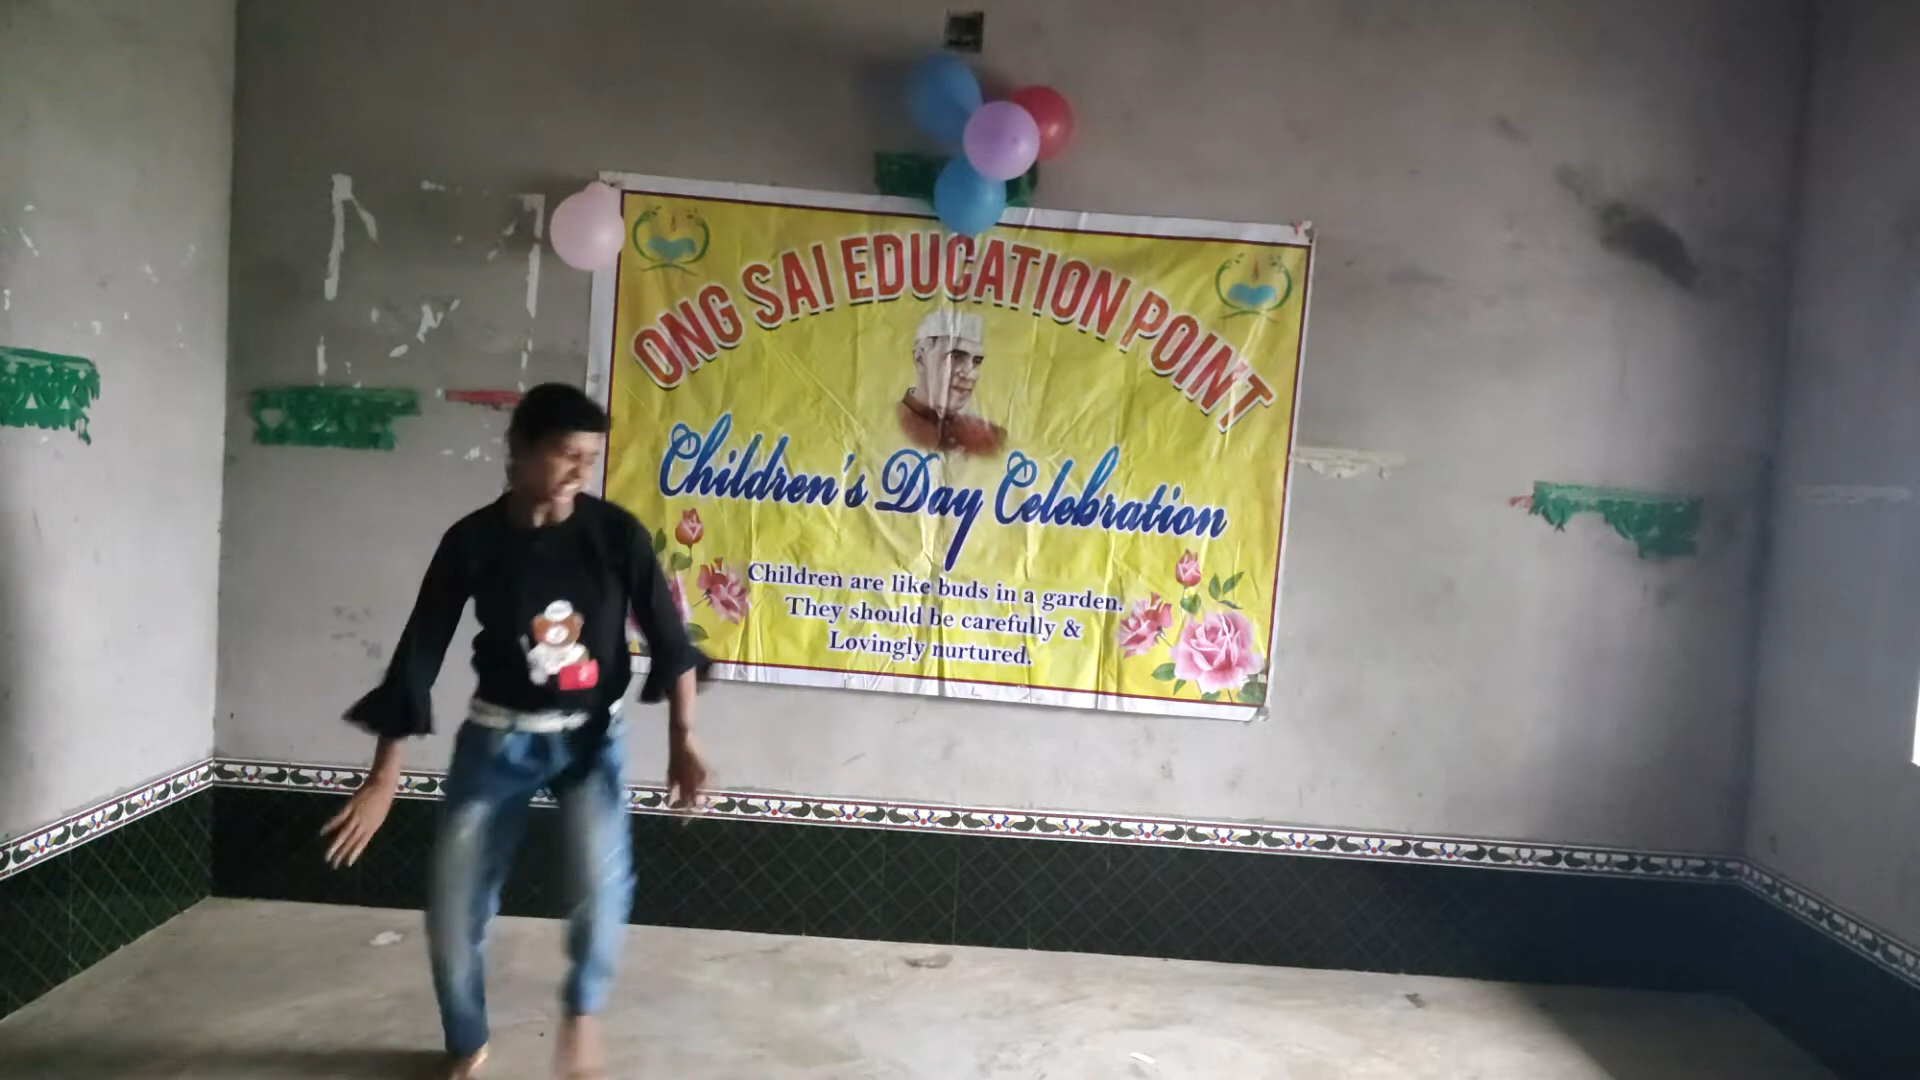 ONG SAI EDUCATION POINT
Children's Day Celebration
Children are like buds in a garden.
They should be carefully &
Lovingly nurtured.